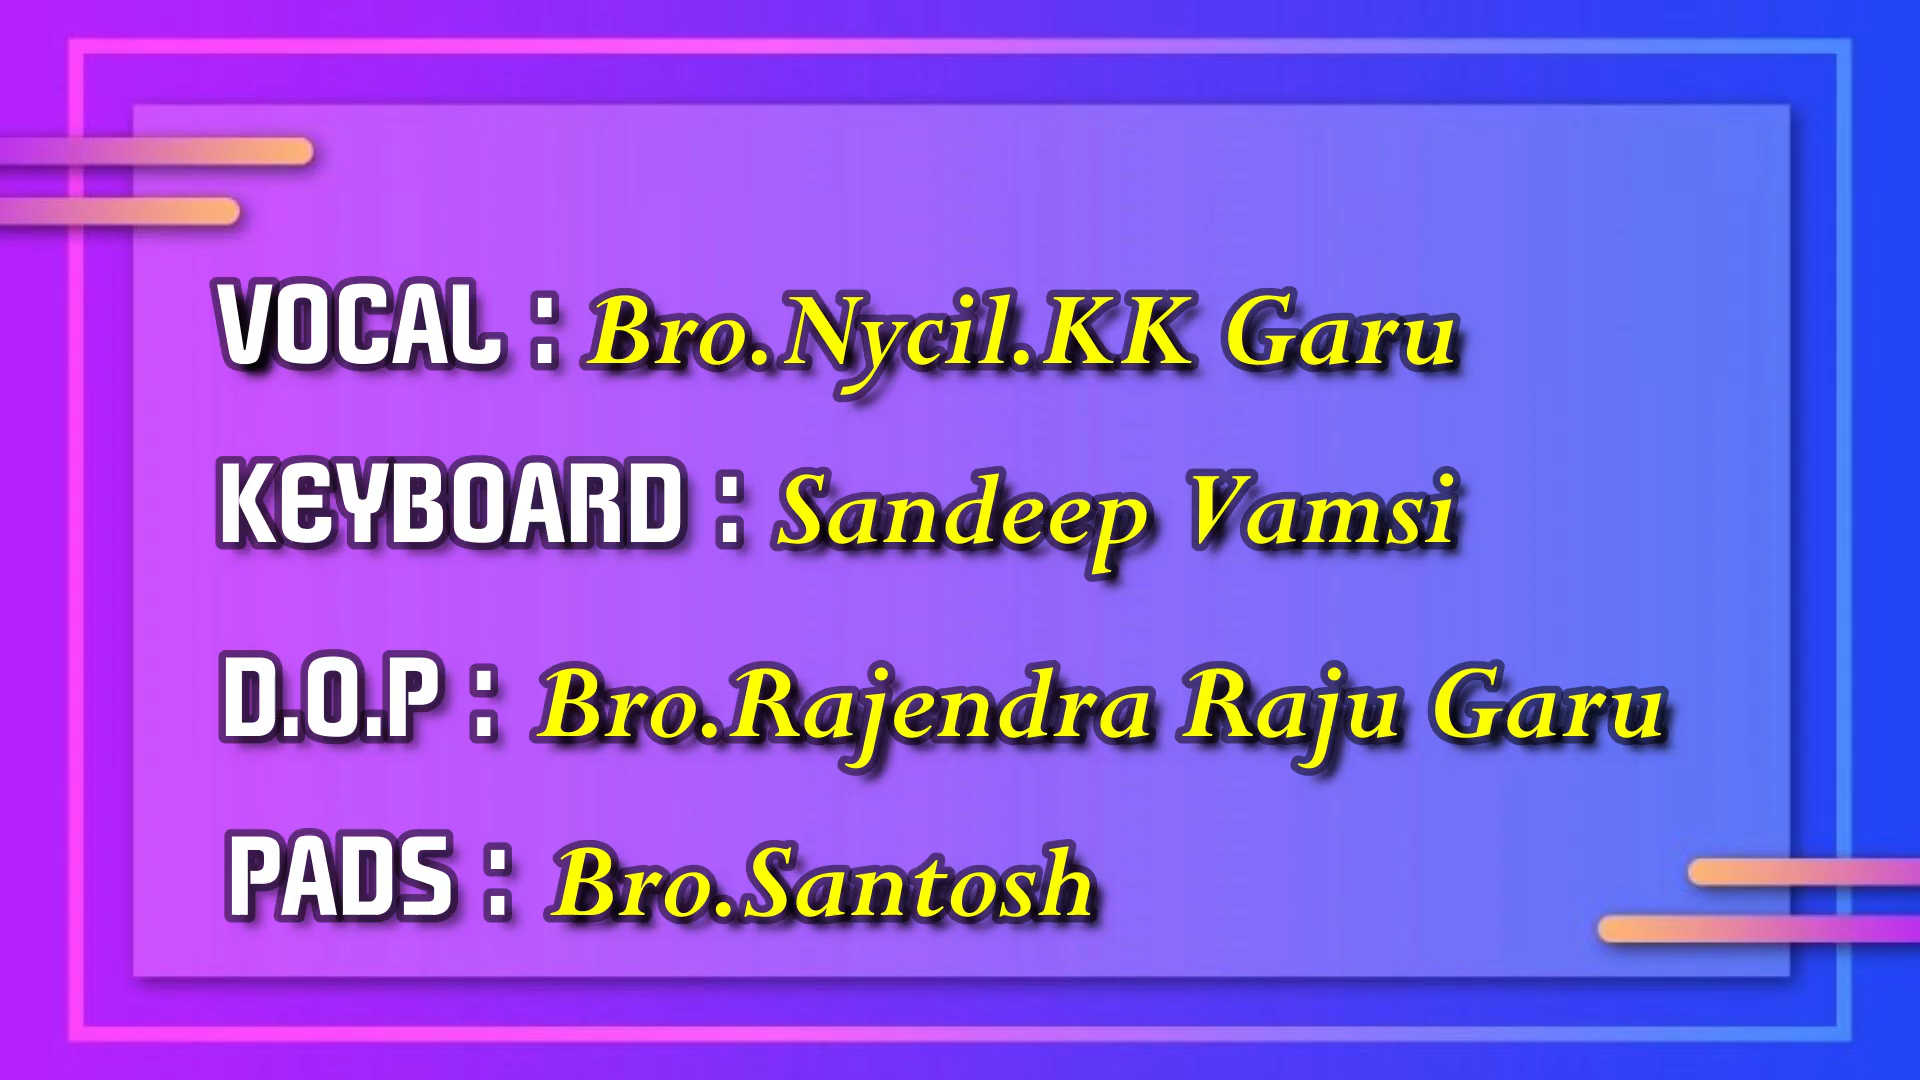 VOCAL : Bro.Nycil.KK Garu
KEYBOARD : Sandeep Vamsi
D.O.P : Bro.Rajendra Raju Garu
PADS : Bro.Santosh